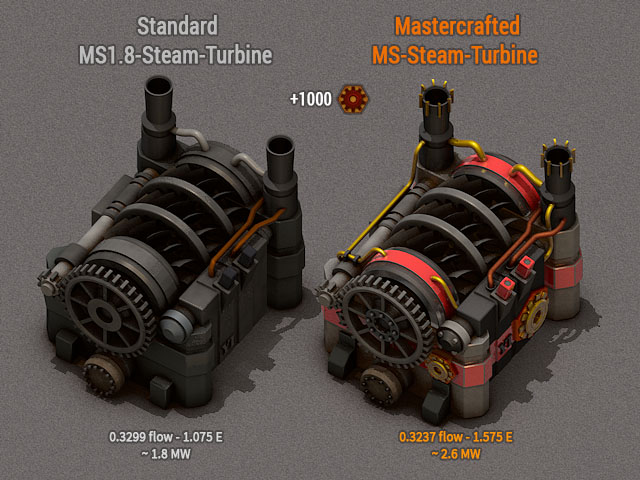 Standard
MS1.8-Steam-Turbine
Mastercrafted
MS-Steam-Turbine
+1000
0.3299 flow - 1.075 E
~ 1.8 MW
0.3237 flow - 1.575 E
~ 2.6 MW